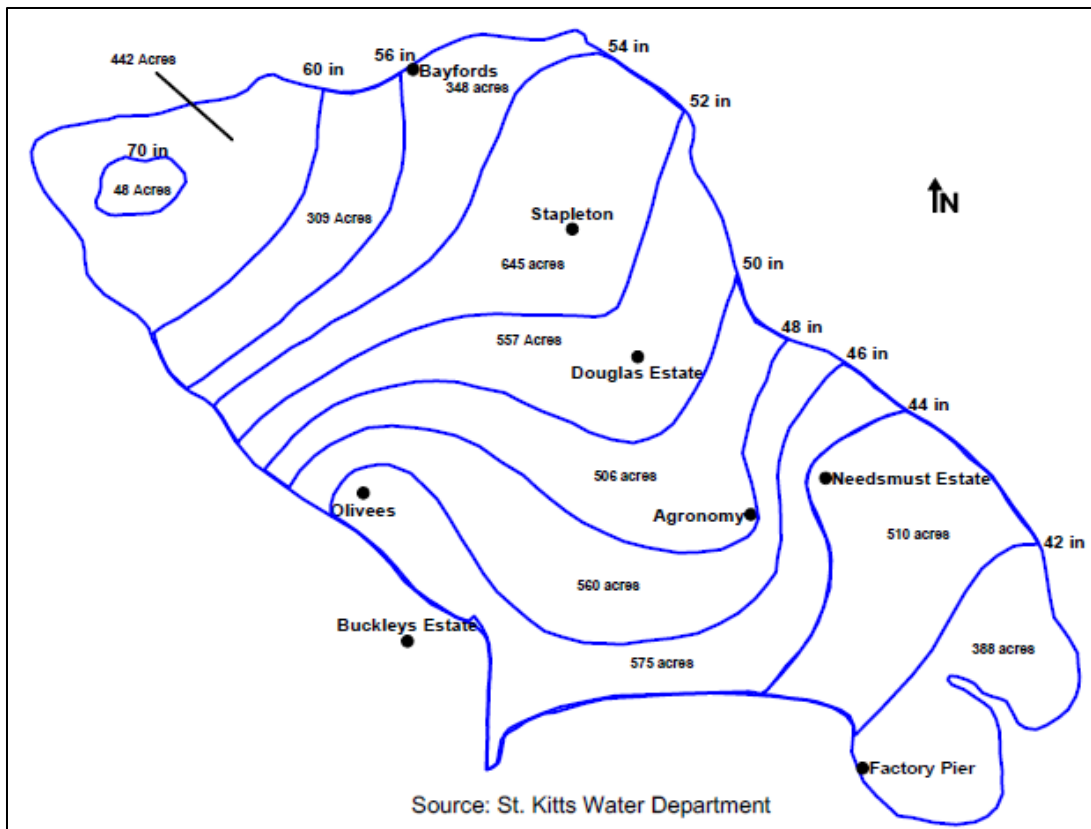 54 in
442 Acres
56 in
60 in
Bayfords
348 acres
52 in
70 in
48 Acres
N
309 Acres
Stapleton
645 acres
50 in
48 in
557 Acres
46 in
Douglas Estate
44 in
506 acres
Needsmust Estate
Olivees
Agronomy
510 acres
42 in
560 acres
Buckleys Estate
388 acres
575 acres
Factory Pier
Source: St. Kitts Water Department